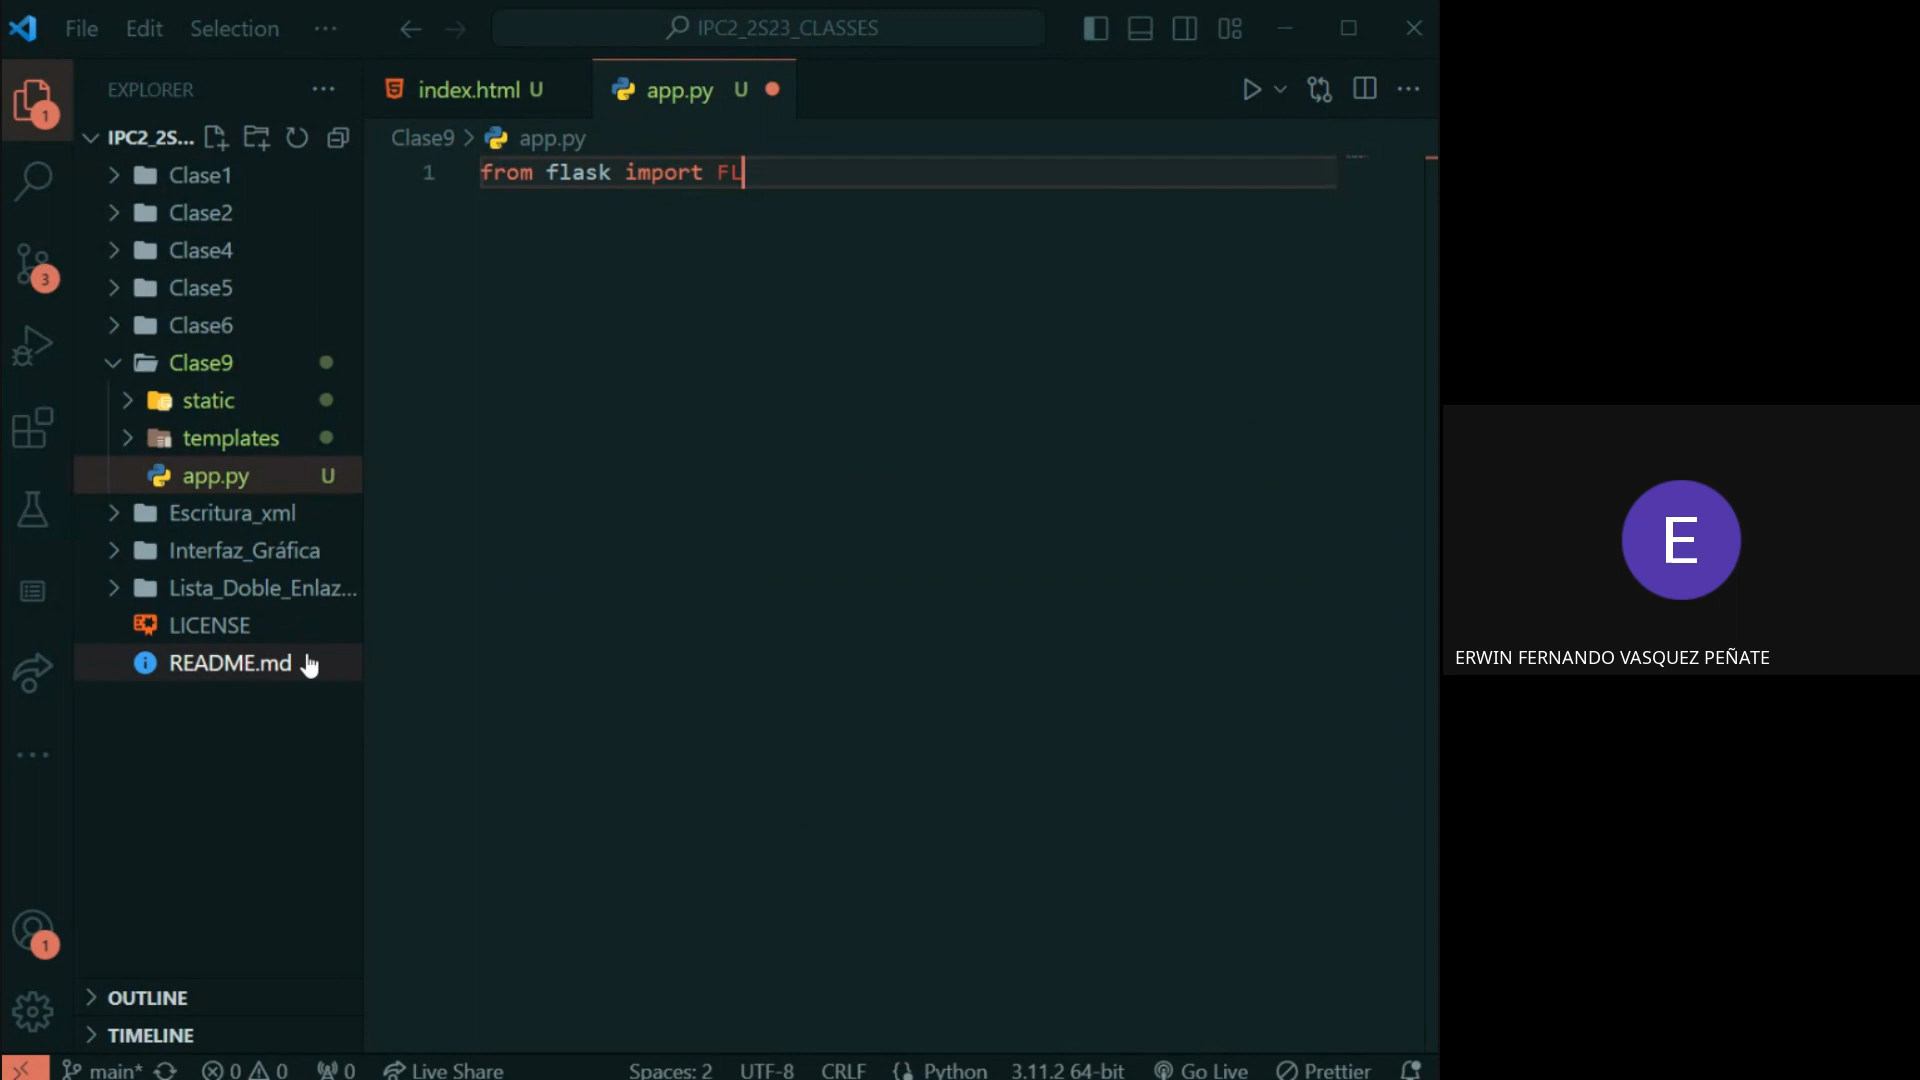 File Edit Selection ··· IPC2_2S23_CLASSES
EXPLORER ···
index.html U
app.py U
IPC2_2S...
Clase9 > app.py
1 from flask import FL
Clase1
Clase2
Clase4
Clase5
Clase6
Clase9
static
templates
app.py U
Escritura_xml
Interfaz_Gráfica
Lista_Doble_Enlaz...
LICENSE
README.md
OUTLINE
TIMELINE
1
3
1
E
ERWIN FERNANDO VASQUEZ PEÑATE
main* 0 0 0 Live Share Spaces: 2 UTF-8 CRLF Python 3.11.2 64-bit Go Live Prettier